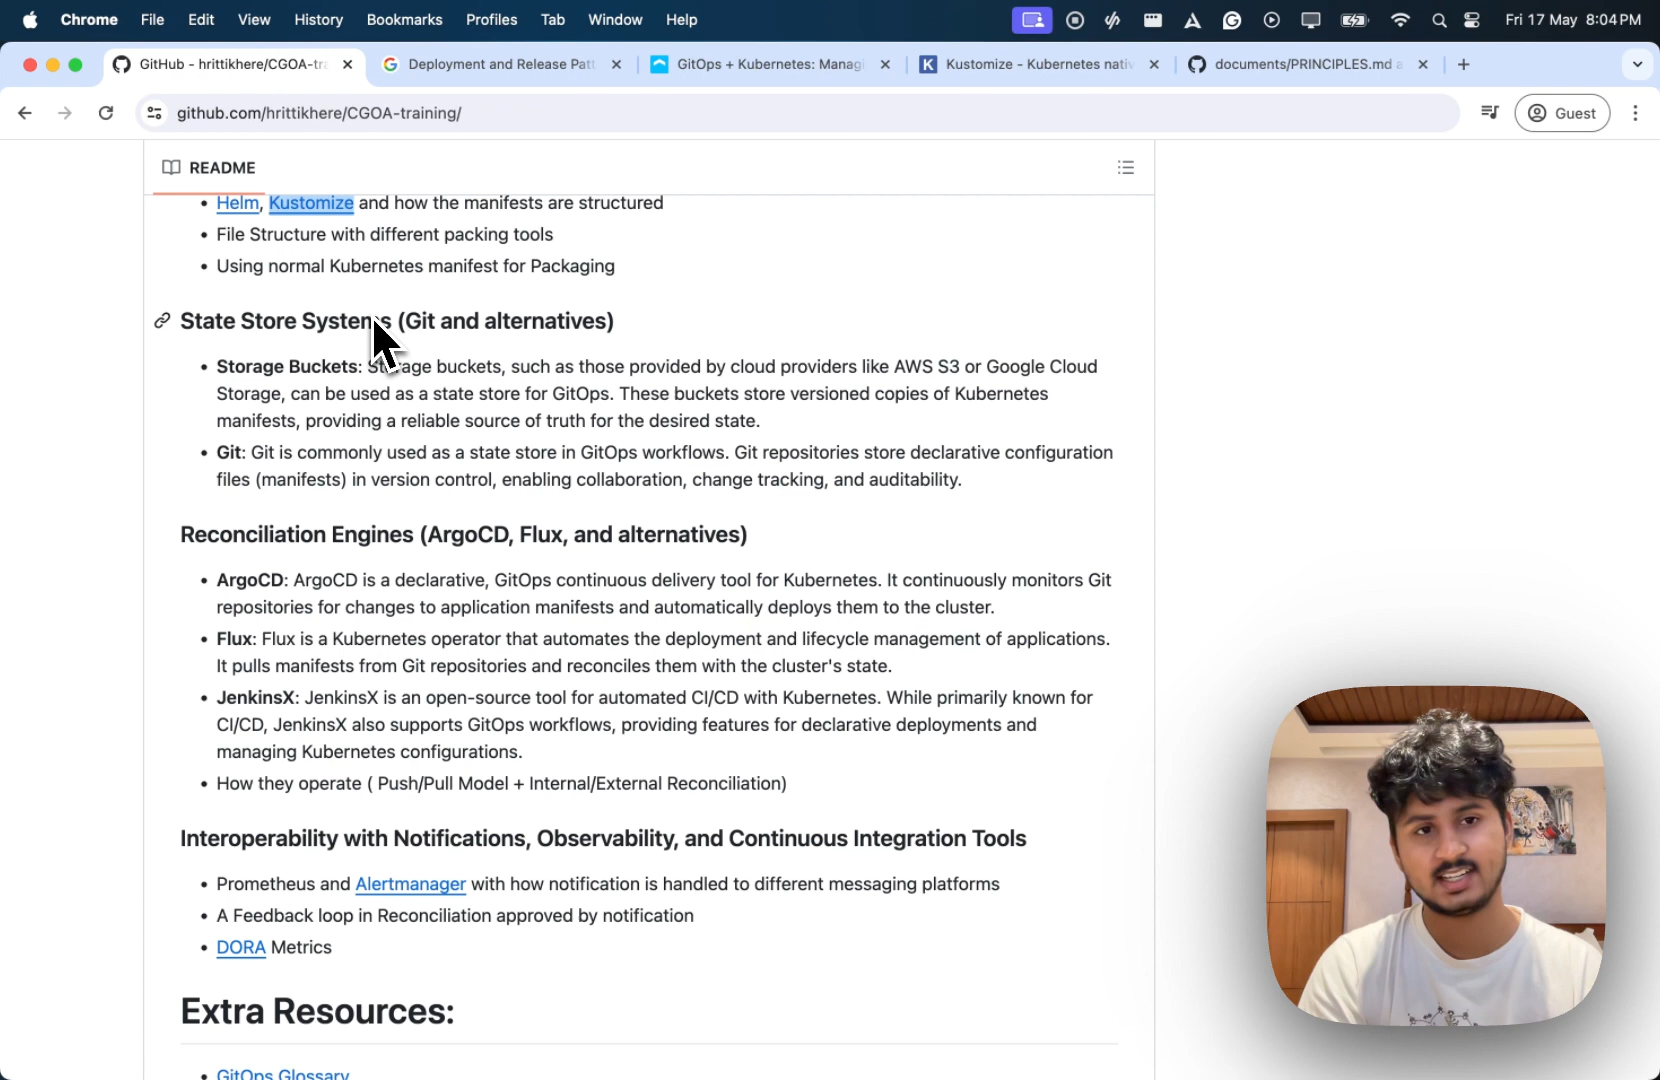 Chrome File Edit View History Bookmarks Profiles Tab Window Help Fri 17 May 8:04 PM
GitHub - hrittikhere/CGOA-tra Deployment and Release Patt GitOps + Kubernetes: Managi Kustomize - Kubernetes nativ documents/PRINCIPLES.md a
github.com/hrittikhere/CGOA-training/ Guest
README
• Helm, Kustomize and how the manifests are structured
• File Structure with different packing tools
• Using normal Kubernetes manifest for Packaging
State Store Systems (Git and alternatives)
• Storage Buckets: Storage buckets, such as those provided by cloud providers like AWS S3 or Google Cloud
Storage, can be used as a state store for GitOps. These buckets store versioned copies of Kubernetes
manifests, providing a reliable source of truth for the desired state.
• Git: Git is commonly used as a state store in GitOps workflows. Git repositories store declarative configuration
files (manifests) in version control, enabling collaboration, change tracking, and auditability.
Reconciliation Engines (ArgoCD, Flux, and alternatives)
• ArgoCD: ArgoCD is a declarative, GitOps continuous delivery tool for Kubernetes. It continuously monitors Git
repositories for changes to application manifests and automatically deploys them to the cluster.
• Flux: Flux is a Kubernetes operator that automates the deployment and lifecycle management of applications.
It pulls manifests from Git repositories and reconciles them with the cluster's state.
• JenkinsX: JenkinsX is an open-source tool for automated CI/CD with Kubernetes. While primarily known for
CI/CD, JenkinsX also supports GitOps workflows, providing features for declarative deployments and
managing Kubernetes configurations.
• How they operate ( Push/Pull Model + Internal/External Reconciliation)
Interoperability with Notifications, Observability, and Continuous Integration Tools
• Prometheus and Alertmanager with how notification is handled to different messaging platforms
• A Feedback loop in Reconciliation approved by notification
• DORA Metrics
Extra Resources:
• GitOps Glossary